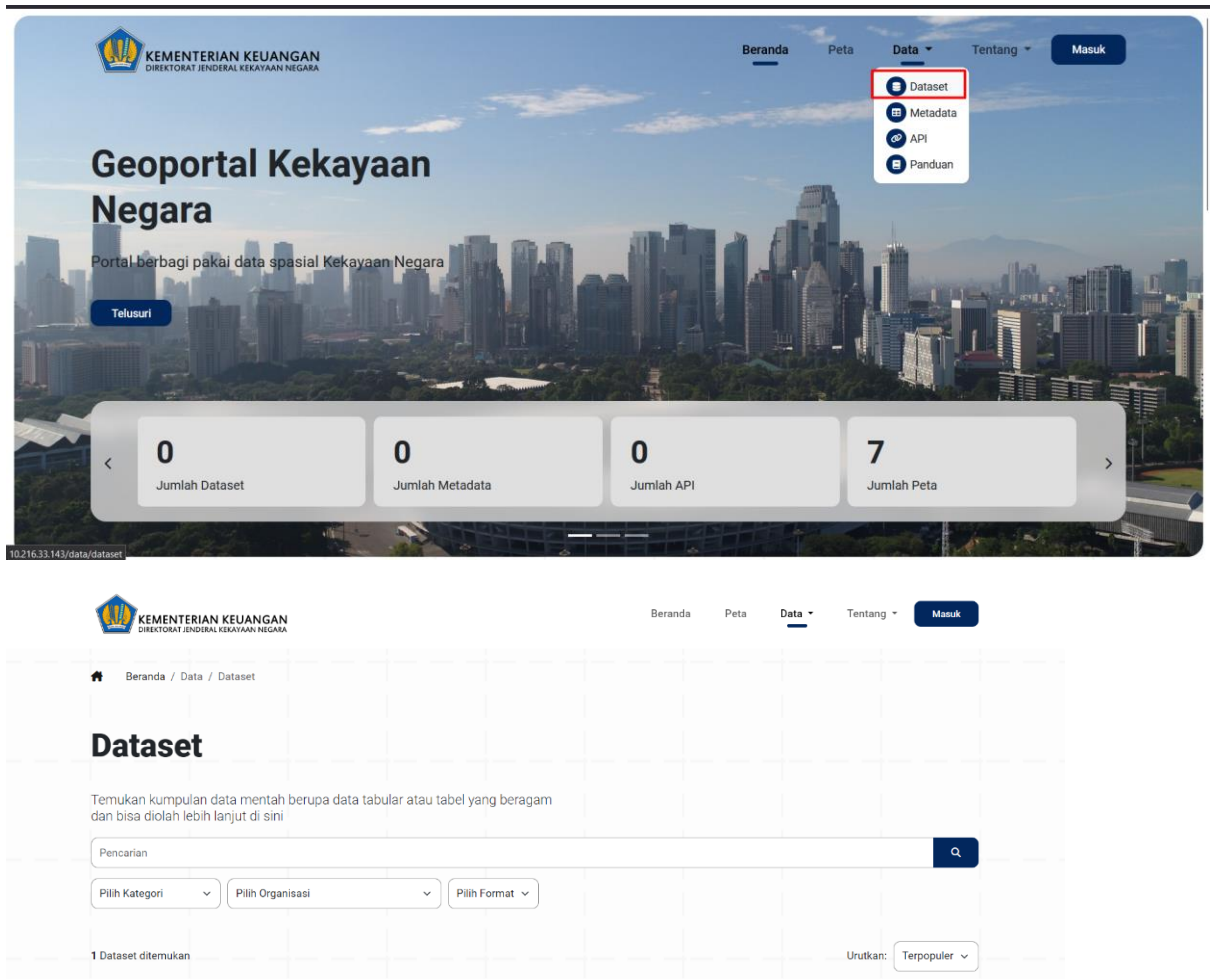 KEMENTERIAN KEUANGAN
DIREKTORAT JENDERAL KEKAYAAN NEGARA
Beranda Peta Data Tentang Masuk
Dataset
Metadata
API
Panduan
Geoportal Kekayaan
Negara
Portal berbagi pakai data spasial Kekayaan Negara
Telusuri
0 0 0 7
Jumlah Dataset Jumlah Metadata Jumlah API Jumlah Peta
10.216.33.143/data/dataset
KEMENTERIAN KEUANGAN
DIREKTORAT JENDERAL KEKAYAAN NEGARA
Beranda Peta Data Tentang Masuk
Beranda / Data / Dataset
Dataset
Temukan kumpulan data mentah berupa data tabular atau tabel yang beragam
dan bisa diolah lebih lanjut di sini
Pencarian
Pilih Kategori Pilih Organisasi Pilih Format
1 Dataset ditemukan Urutkan: Terpopuler